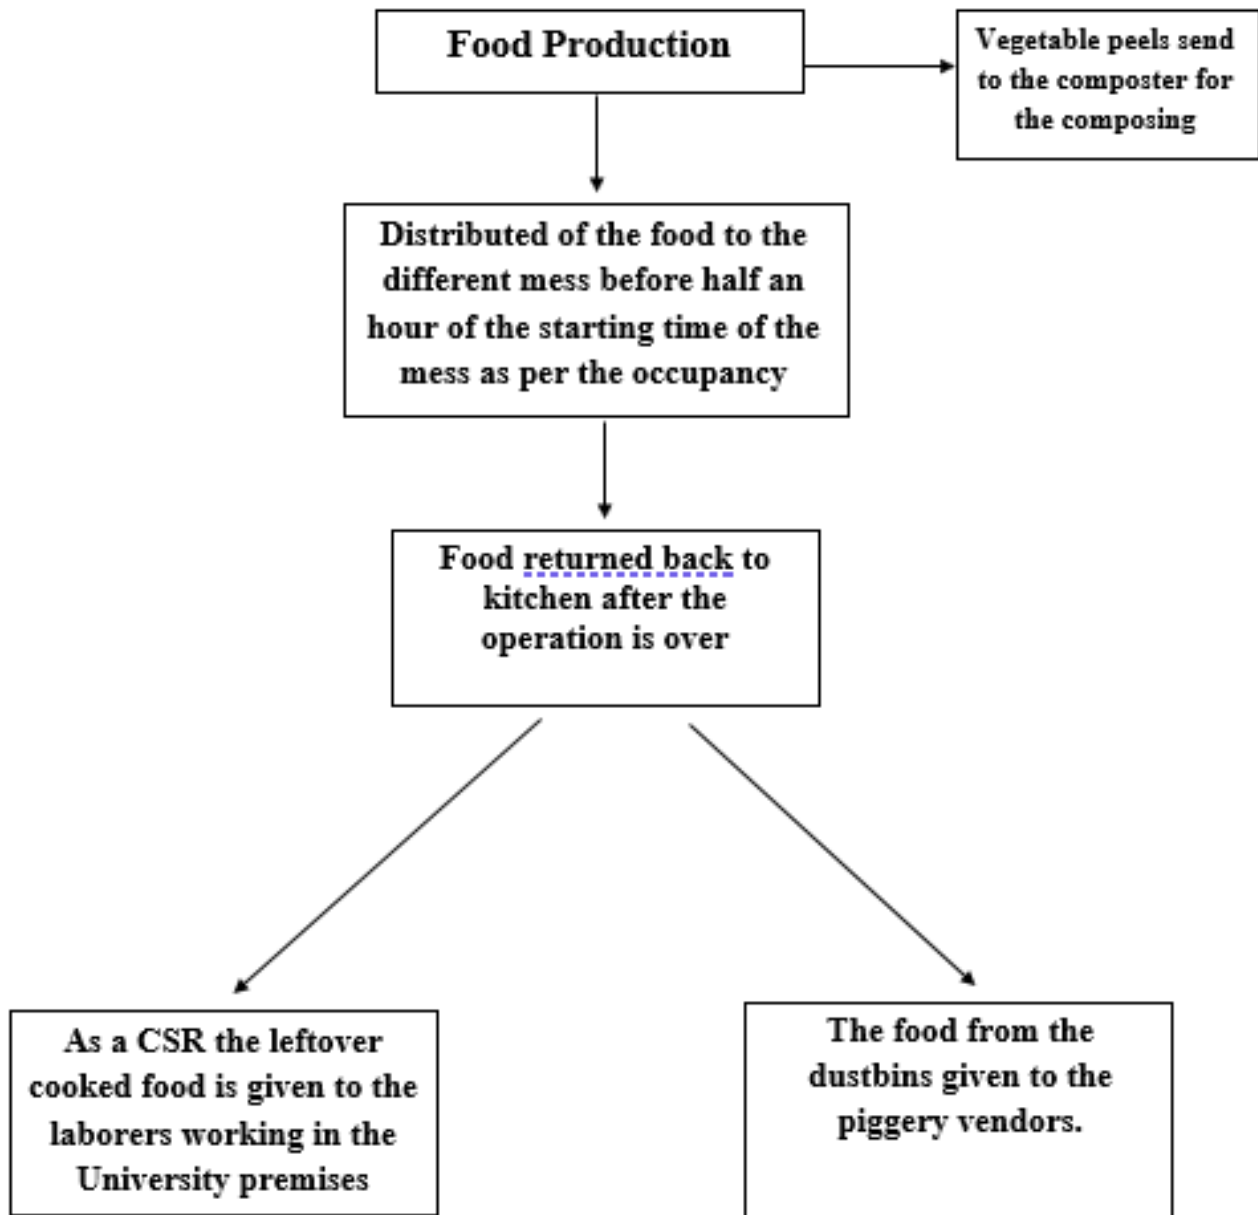 Food Production
Vegetable peels send
to the composter for
the composing
Distributed of the food to the
different mess before half an
hour of the starting time of the
mess as per the occupancy
Food returned back to
kitchen after the
operation is over
As a CSR the leftover
cooked food is given to the
laborers working in the
University premises
The food from the
dustbins given to the
piggery vendors.